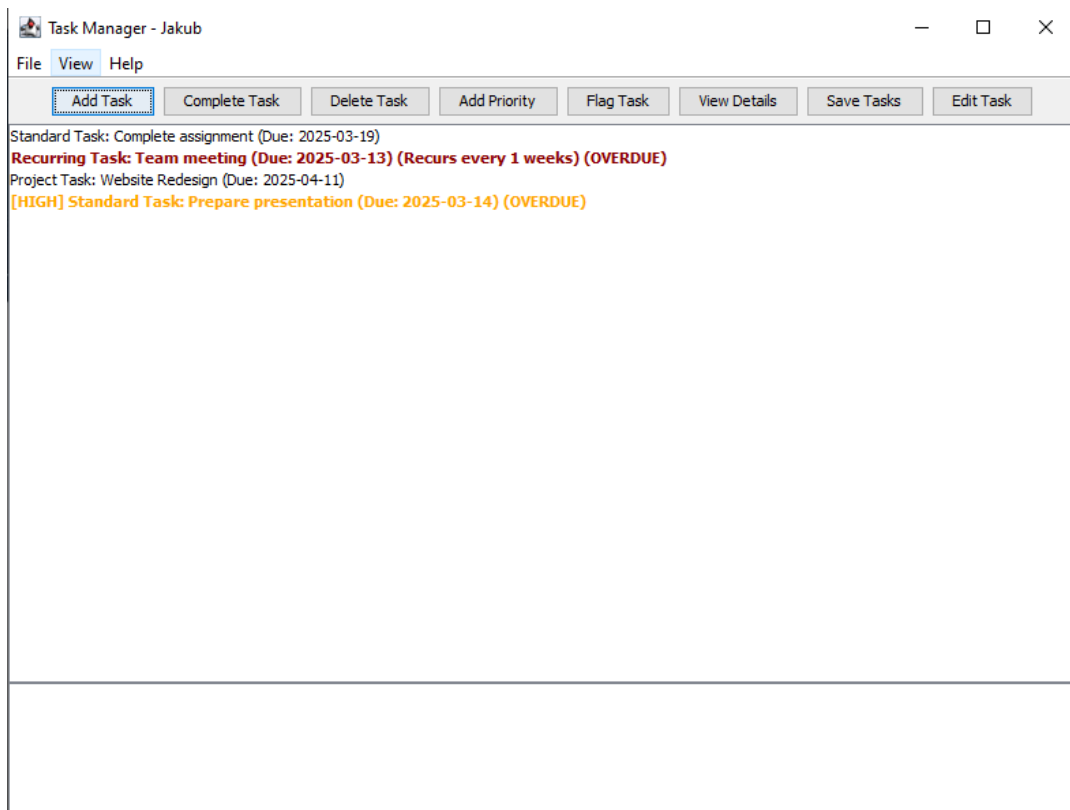 Task Manager - Jakub
File View Help
Add Task Complete Task Delete Task Add Priority Flag Task View Details Save Tasks Edit Task
Standard Task: Complete assignment (Due: 2025-03-19)
Recurring Task: Team meeting (Due: 2025-03-13) (Recurs every 1 weeks) (OVERDUE)
Project Task: Website Redesign (Due: 2025-04-11)
[HIGH] Standard Task: Prepare presentation (Due: 2025-03-14) (OVERDUE)